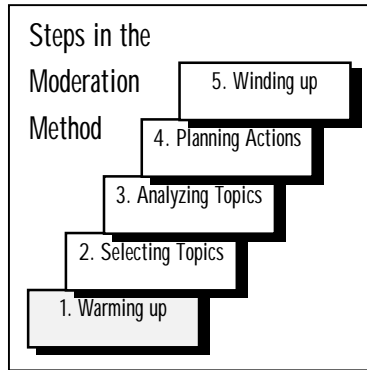 Steps in the
Moderation
Method
5. Winding up
4. Planning Actions
3. Analyzing Topics
2. Selecting Topics
1. Warming up